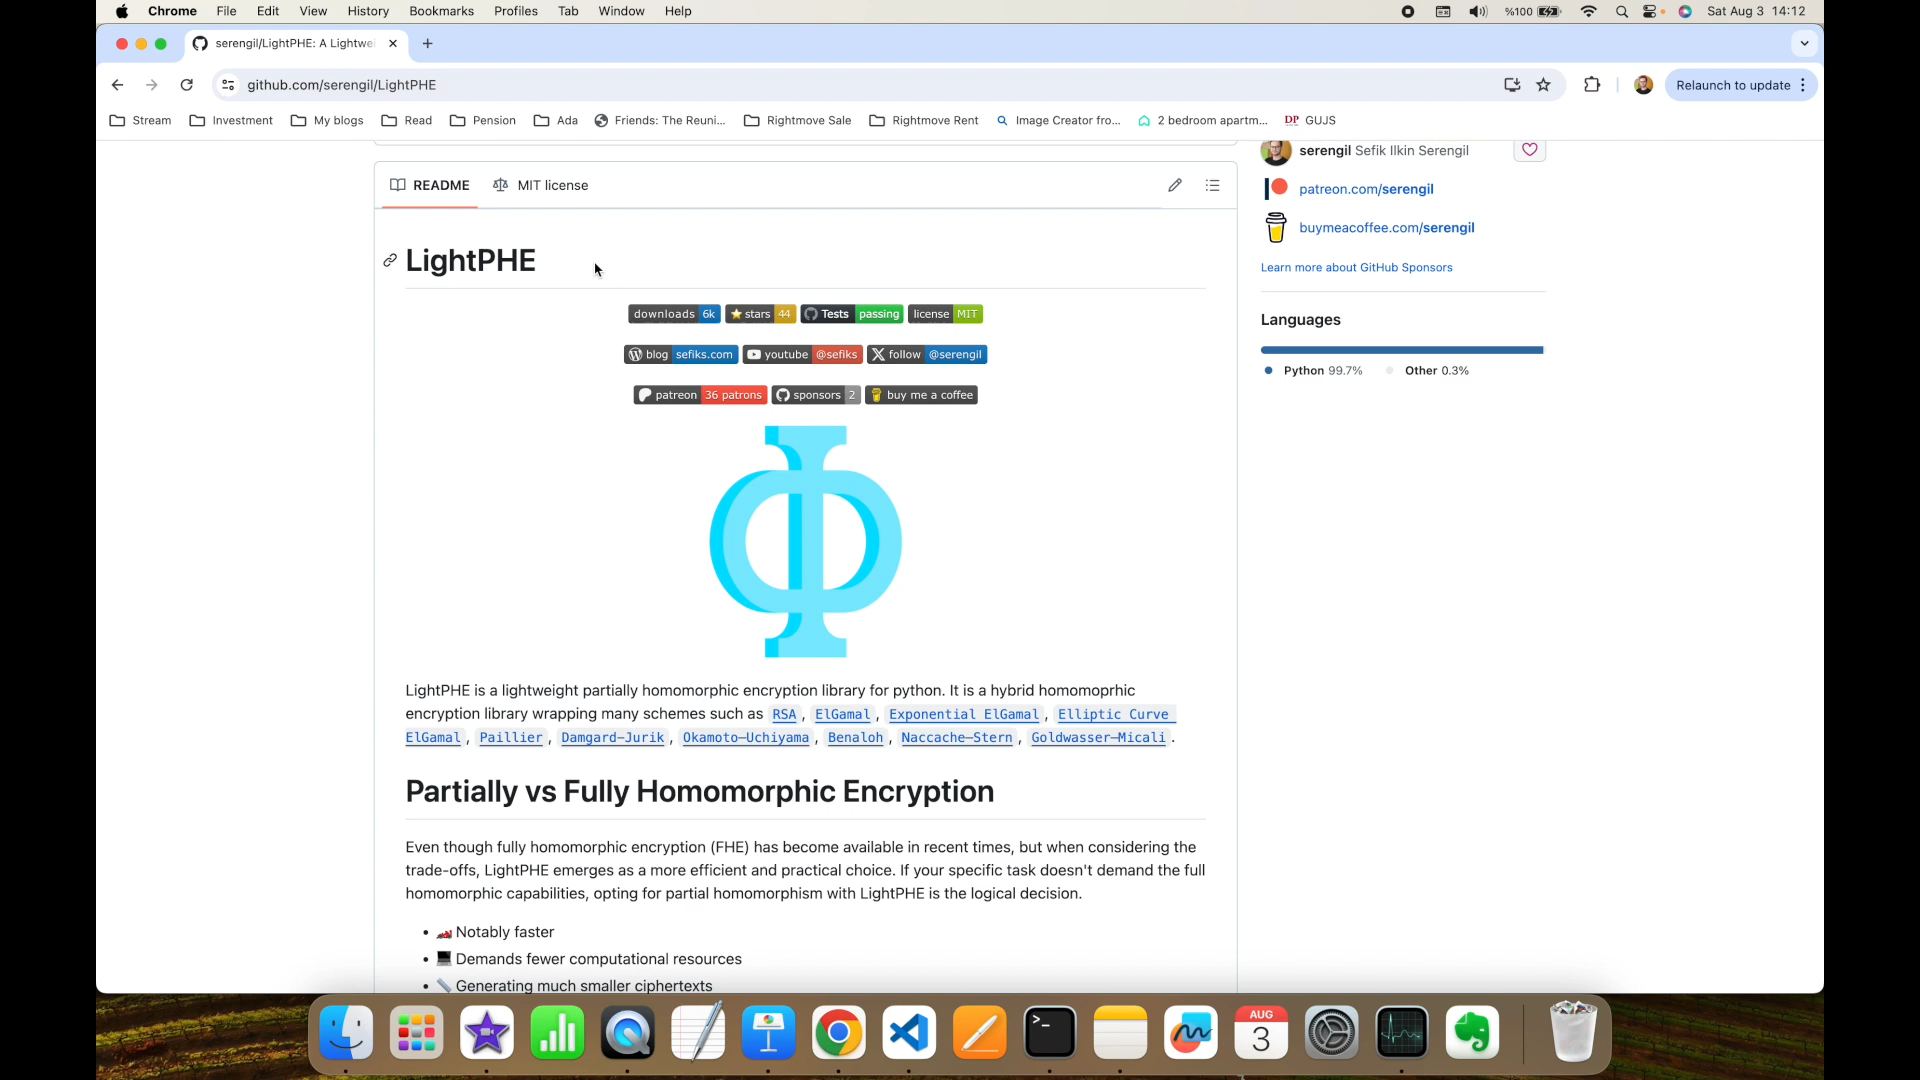 Chrome File Edit View History Bookmarks Profiles Tab Window Help %100 Sat Aug 3 14:12
serengil/LightPHE: A Lightwei
github.com/serengil/LightPHE Relaunch to update
Stream Investment My blogs Read Pension Ada Friends: The Reuni... Rightmove Sale Rightmove Rent Image Creator fro... 2 bedroom apartm... DP GUJS
README MIT license
LightPHE
downloads 6k stars 44 Tests passing license MIT
blog sefiks.com youtube @sefiks follow @serengil
patreon 36 patrons sponsors 2 buy me a coffee
LightPHE is a lightweight partially homomorphic encryption library for python. It is a hybrid homomoprhic
encryption library wrapping many schemes such as RSA , ElGamal , Exponential ElGamal , Elliptic Curve
ElGamal , Paillier , Damgard-Jurik , Okamoto–Uchiyama , Benaloh , Naccache–Stern , Goldwasser–Micali .
Partially vs Fully Homomorphic Encryption
Even though fully homomorphic encryption (FHE) has become available in recent times, but when considering the
trade-offs, LightPHE emerges as a more efficient and practical choice. If your specific task doesn't demand the full
homomorphic capabilities, opting for partial homomorphism with LightPHE is the logical decision.
• Notably faster
• Demands fewer computational resources
• Generating much smaller ciphertexts
serengil Sefik Ilkin Serengil
patreon.com/serengil
buymeacoffee.com/serengil
Learn more about GitHub Sponsors
Languages
Python 99.7% Other 0.3%
AUG
3